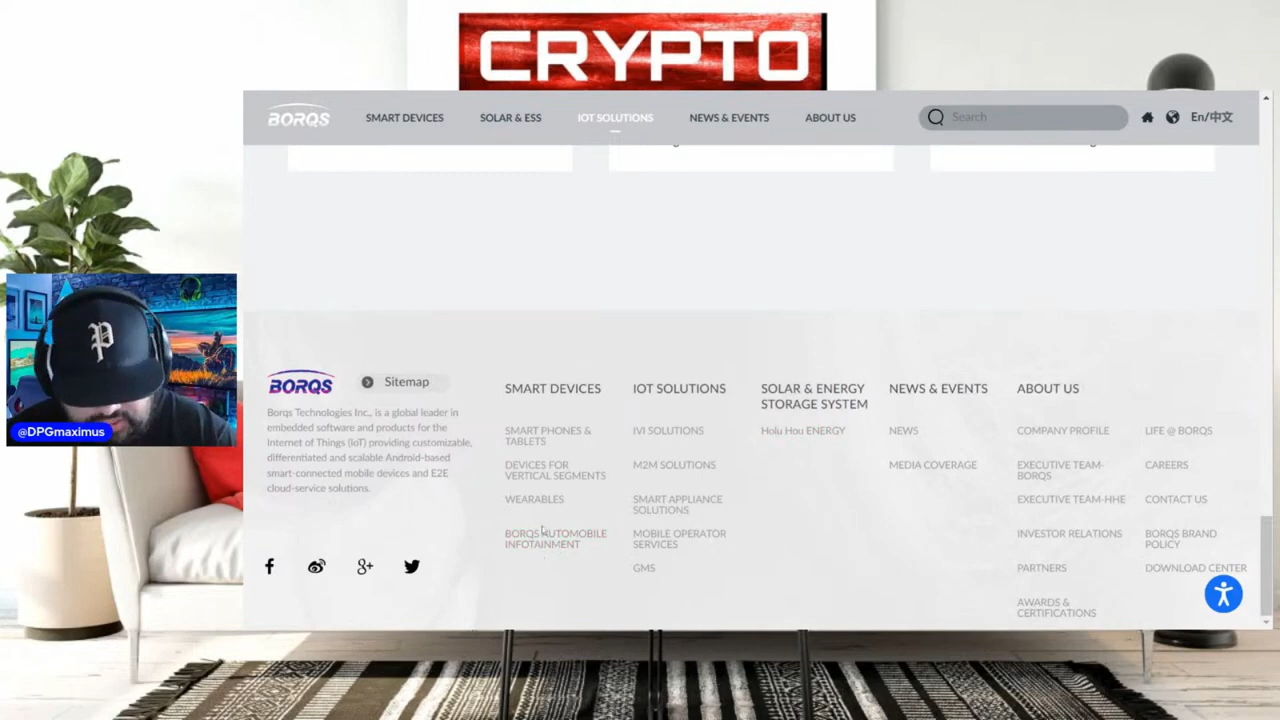 CRYPTO
BORQS
SMART DEVICES
SOLAR & ESS
IOT SOLUTIONS
NEWS & EVENTS
ABOUT US
Search
En/中文
BORQS
Sitemap
Borqs Technologies Inc., is a global leader in
embedded software and products for the
Internet of Things (IoT) providing customizable,
differentiated and scalable Android-based
smart-connected mobile devices and E2E
cloud-service solutions.
SMART DEVICES
SMART PHONES &
TABLETS
DEVICES FOR
VERTICAL SEGMENTS
WEARABLES
BORQS AUTOMOBILE
INFOTAINMENT
IOT SOLUTIONS
IVI SOLUTIONS
M2M SOLUTIONS
SMART APPLIANCE
SOLUTIONS
MOBILE OPERATOR
SERVICES
GMS
SOLAR & ENERGY
STORAGE SYSTEM
Holu Hou ENERGY
NEWS & EVENTS
NEWS
MEDIA COVERAGE
ABOUT US
COMPANY PROFILE
EXECUTIVE TEAM-
BORQS
EXECUTIVE TEAM-HHE
INVESTOR RELATIONS
PARTNERS
AWARDS &
CERTIFICATIONS
LIFE @ BORQS
CAREERS
CONTACT US
BORQS BRAND
POLICY
DOWNLOAD CENTER
@DPGmaximus